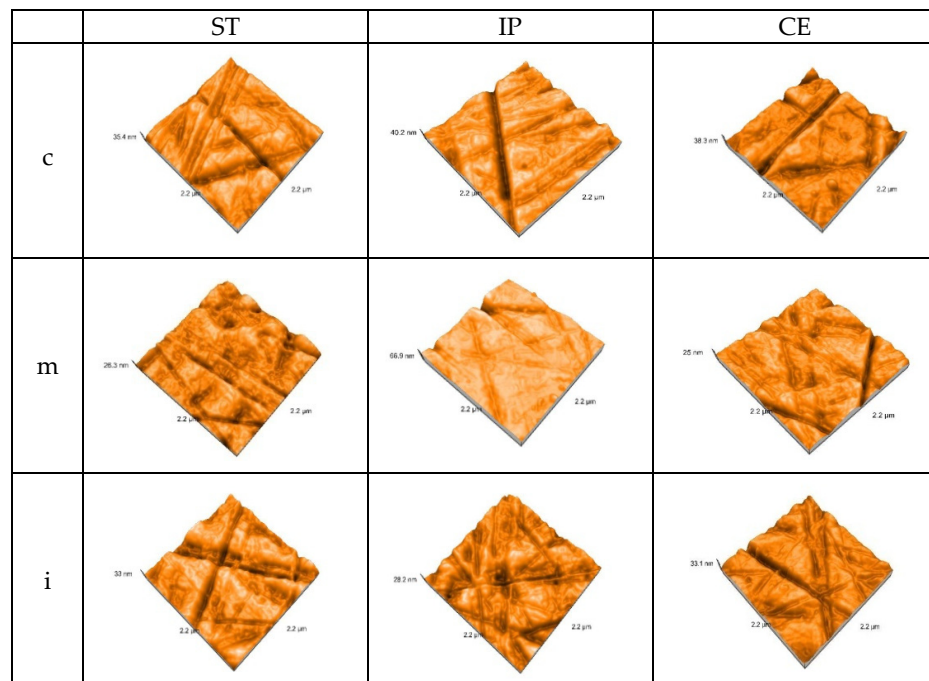 ST IP CE
c
35.4 nm
2.2 µm
2.2 µm
40.2 nm
2.2 µm
2.2 µm
38.3 nm
2.2 µm
2.2 µm
m
26.3 nm
2.2 µm
2.2 µm
66.9 nm
2.2 µm
2.2 µm
25 nm
2.2 µm
2.2 µm
i
33 nm
2.2 µm
2.2 µm
28.2 nm
2.2 µm
2.2 µm
33.1 nm
2.2 µm
2.2 µm